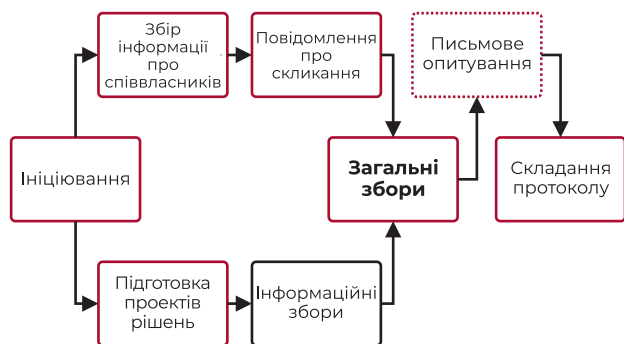 Збір
інформації
про
співвласників
Повідомлення
про
скликання
Письмове
опитування
Ініціювання
Загальні
збори
Складання
протоколу
Підготовка
проектів
рішень
Інформаційні
збори